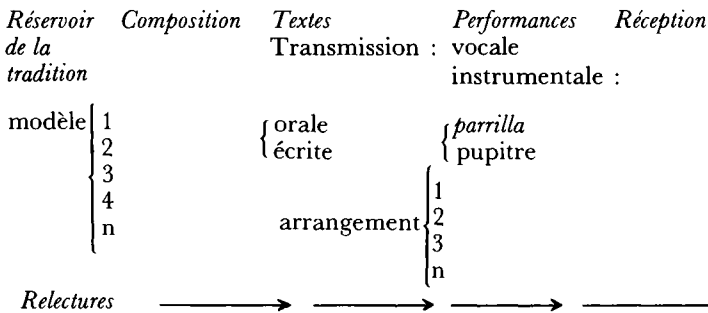 Réservoir Composition Textes Performances Réception
de la Transmission : vocale
tradition instrumentale :
modèle 1 orale parrilla
2 écrite pupitre
3
4 1
n arrangement 2
3
n
Relectures